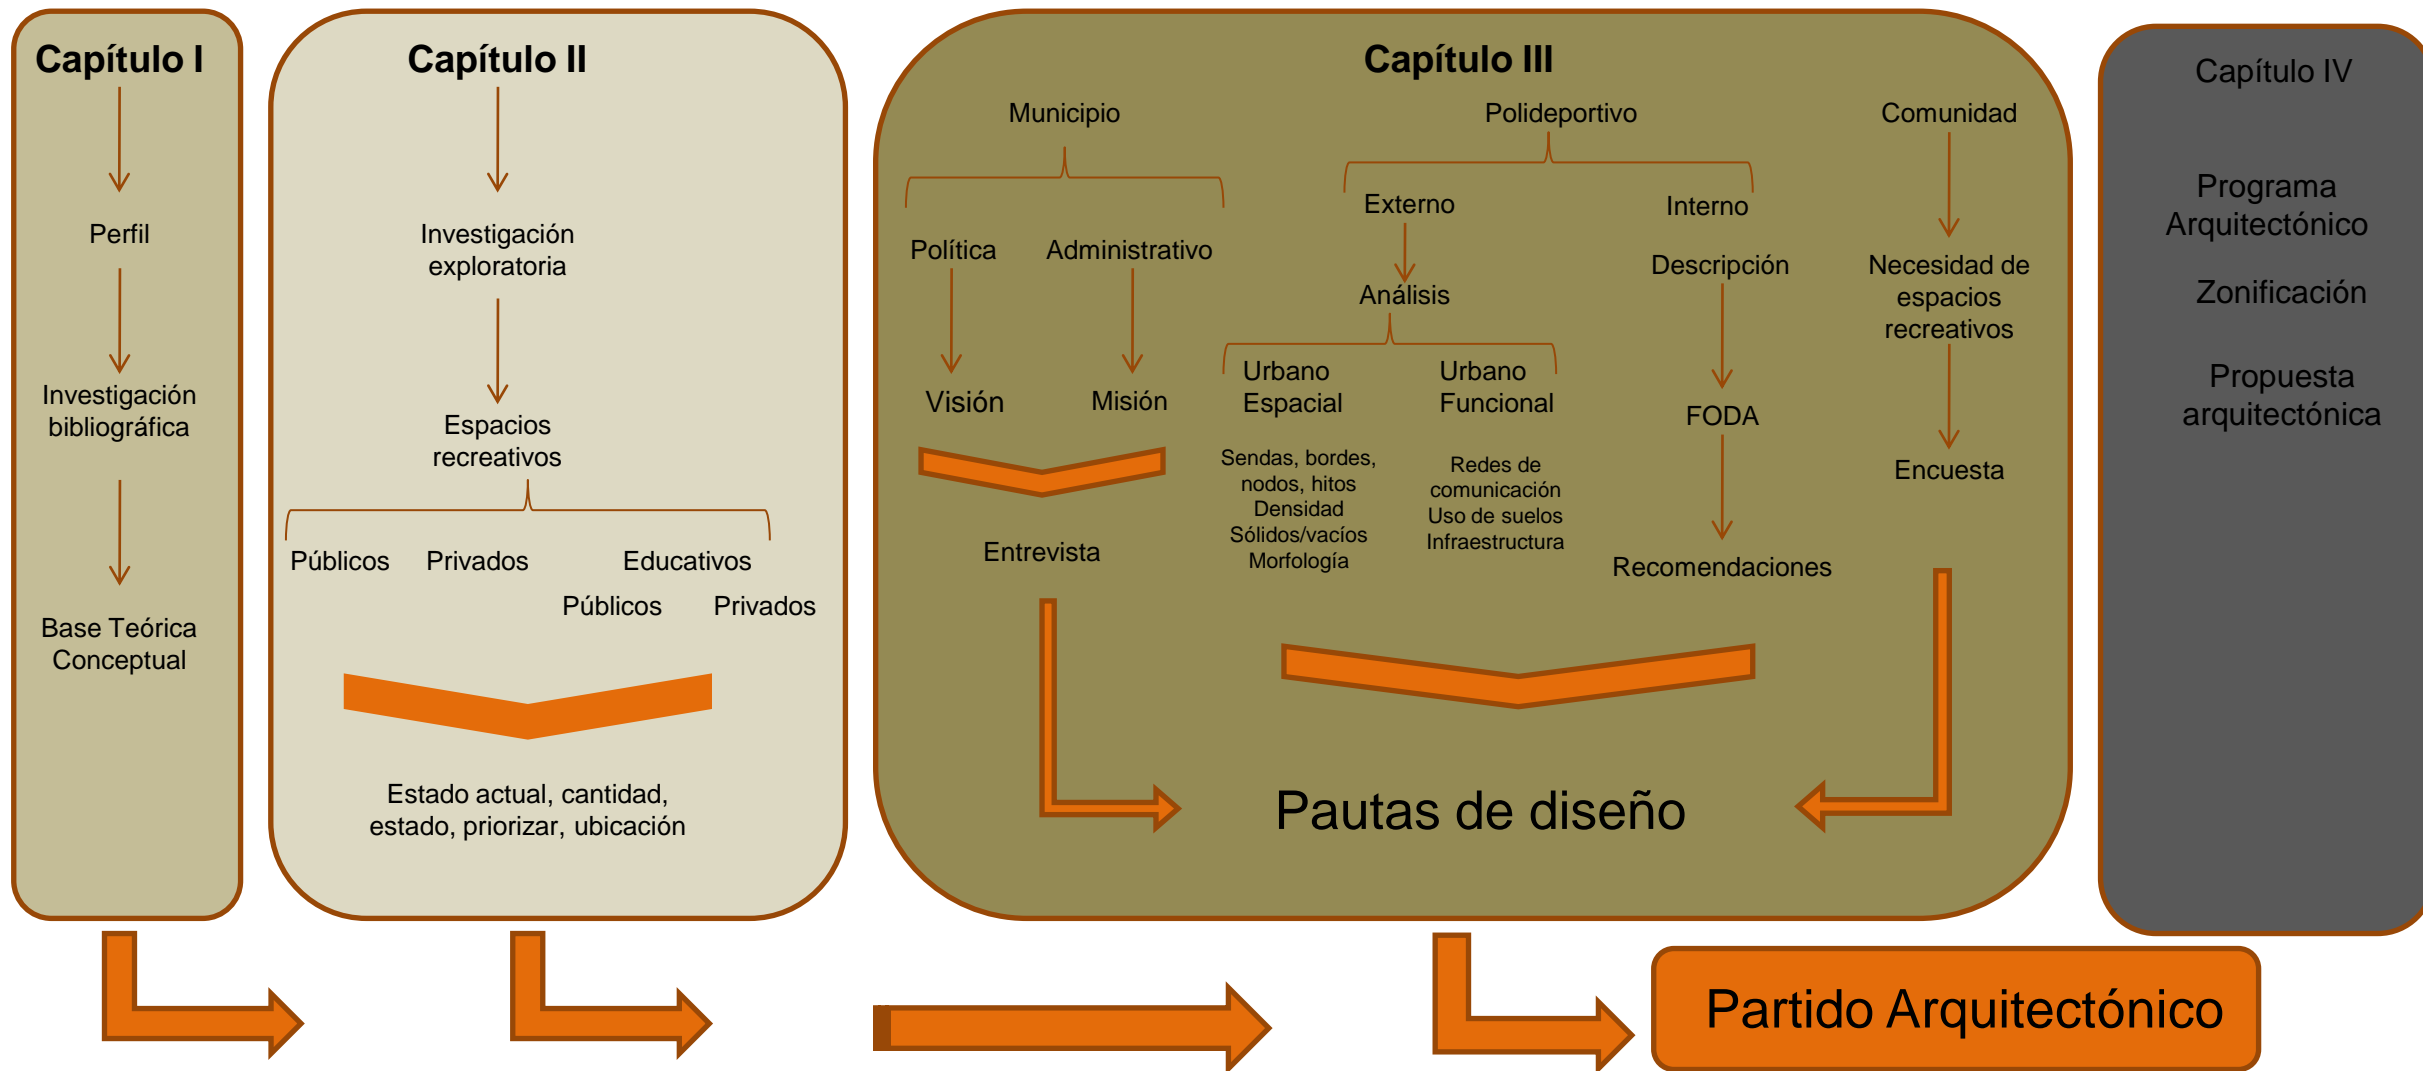 Capítulo I
Perfil
Investigación
bibliográfica
Base Teórica
Conceptual
Capítulo II
Investigación
exploratoria
Espacios
recreativos
Públicos
Privados
Educativos
Públicos
Privados
Estado actual, cantidad,
estado, priorizar, ubicación
Capítulo III
Municipio
Política
Administrativo
Visión
Misión
Entrevista
Polideportivo
Externo
Análisis
Urbano
Espacial
Sendas, bordes,
nodos, hitos
Densidad
Sólidos/vacíos
Morfología
Urbano
Funcional
Redes de
comunicación
Uso de suelos
Infraestructura
Interno
Descripción
FODA
Recomendaciones
Comunidad
Necesidad de
espacios
recreativos
Encuesta
Pautas de diseño
Capítulo IV
Programa
Arquitectónico
Zonificación
Propuesta
arquitectónica
Partido Arquitectónico